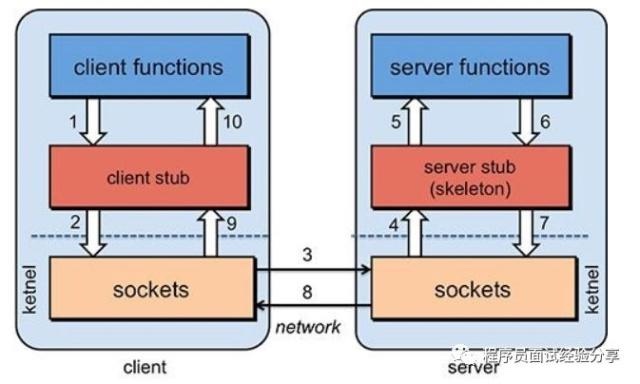 client functions
server functions
1
10
5
6
client stub
server stub
(skeleton)
2
9
4
7
3
ketnel
sockets
8
sockets
ketnel
network
client
server
程序员面试经验分享